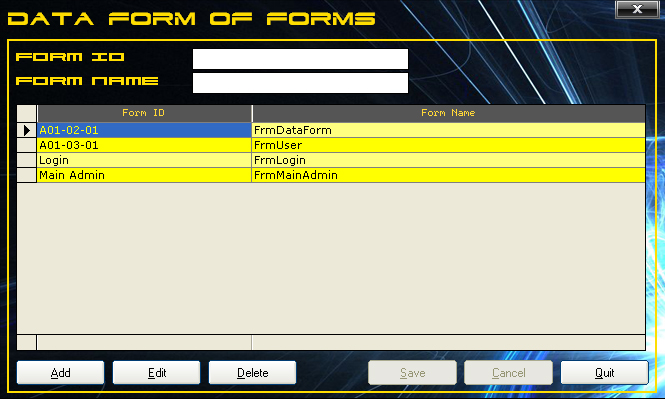 DATA FORM OF FORMS
X
FORM ID
FORM NAME
Form ID Form Name
A01-02-01 FrmDataForm
A01-03-01 FrmUser
Login FrmLogin
Main Admin FrmMainAdmin
Add Edit Delete Save Cancel Quit